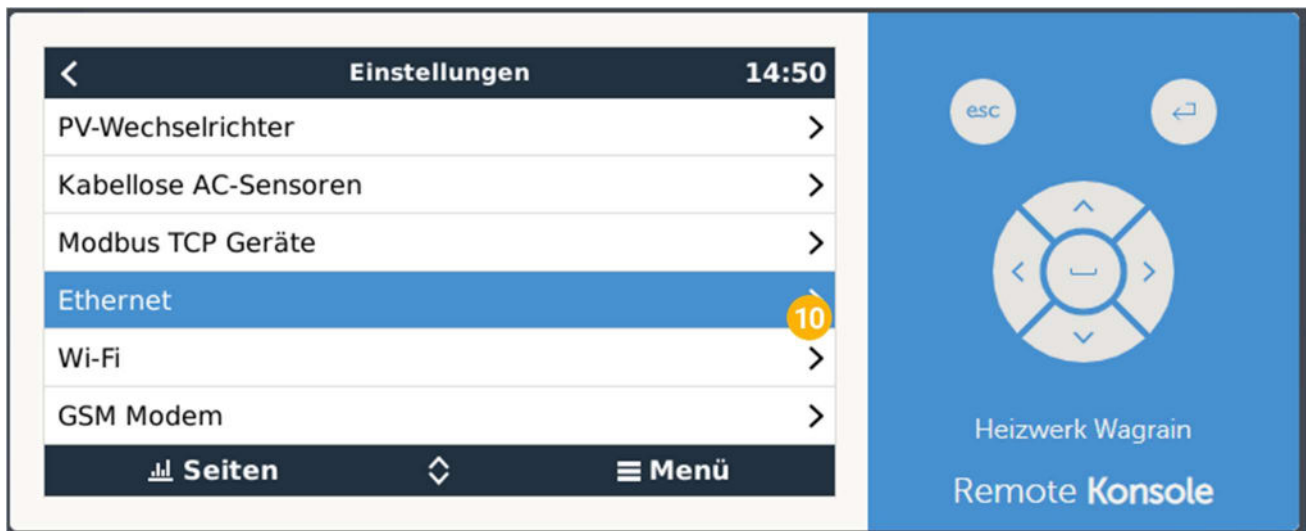 Einstellungen 14:50
PV-Wechselrichter
Kabellose AC-Sensoren
Modbus TCP Geräte
Ethernet
10
Wi-Fi
GSM Modem
Seiten Menü
esc
Heizwerk Wagrain
Remote Konsole